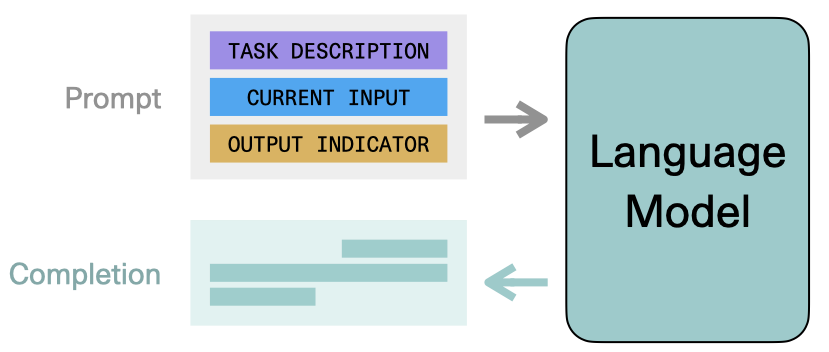 Prompt
TASK DESCRIPTION
CURRENT INPUT
OUTPUT INDICATOR
Language
Model
Completion